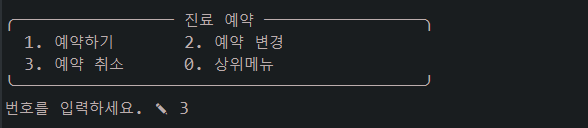 진료 예약
1. 예약하기 2. 예약 변경
3. 예약 취소 0. 상위메뉴
번호를 입력하세요. ✎ 3